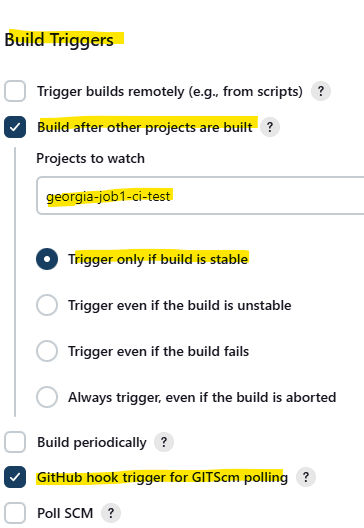 Build Triggers
Trigger builds remotely (e.g., from scripts) ?
Build after other projects are built ?
Projects to watch
georgia-job1-ci-test
Trigger only if build is stable
Trigger even if the build is unstable
Trigger even if the build fails
Always trigger, even if the build is aborted
Build periodically ?
GitHub hook trigger for GITScm polling ?
Poll SCM ?